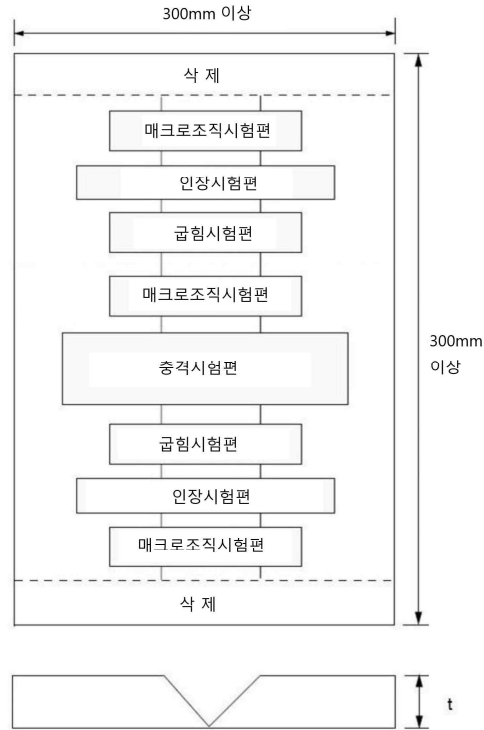 300mm 이상
삭 제
매크로조직시험편
인장시험편
굽힘시험편
매크로조직시험편
충격시험편
300mm
이상
굽힘시험편
인장시험편
매크로조직시험편
삭 제
t